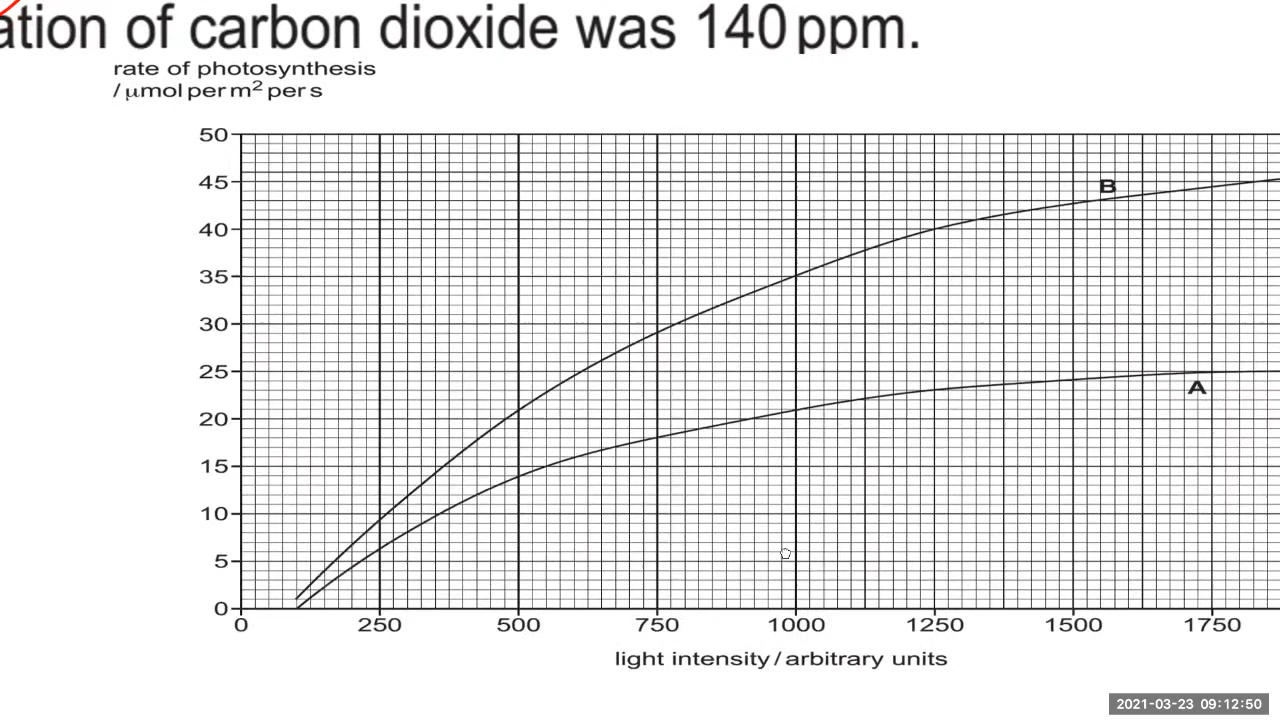 ation of carbon dioxide was 140 ppm.
rate of photosynthesis
/ μmol per m² per s
50
45
40
35
30
25
20
15
10
5
0
B
A
0 250 500 750 1000 1250 1500 1750
light intensity / arbitrary units
2021-03-23 09:12:50